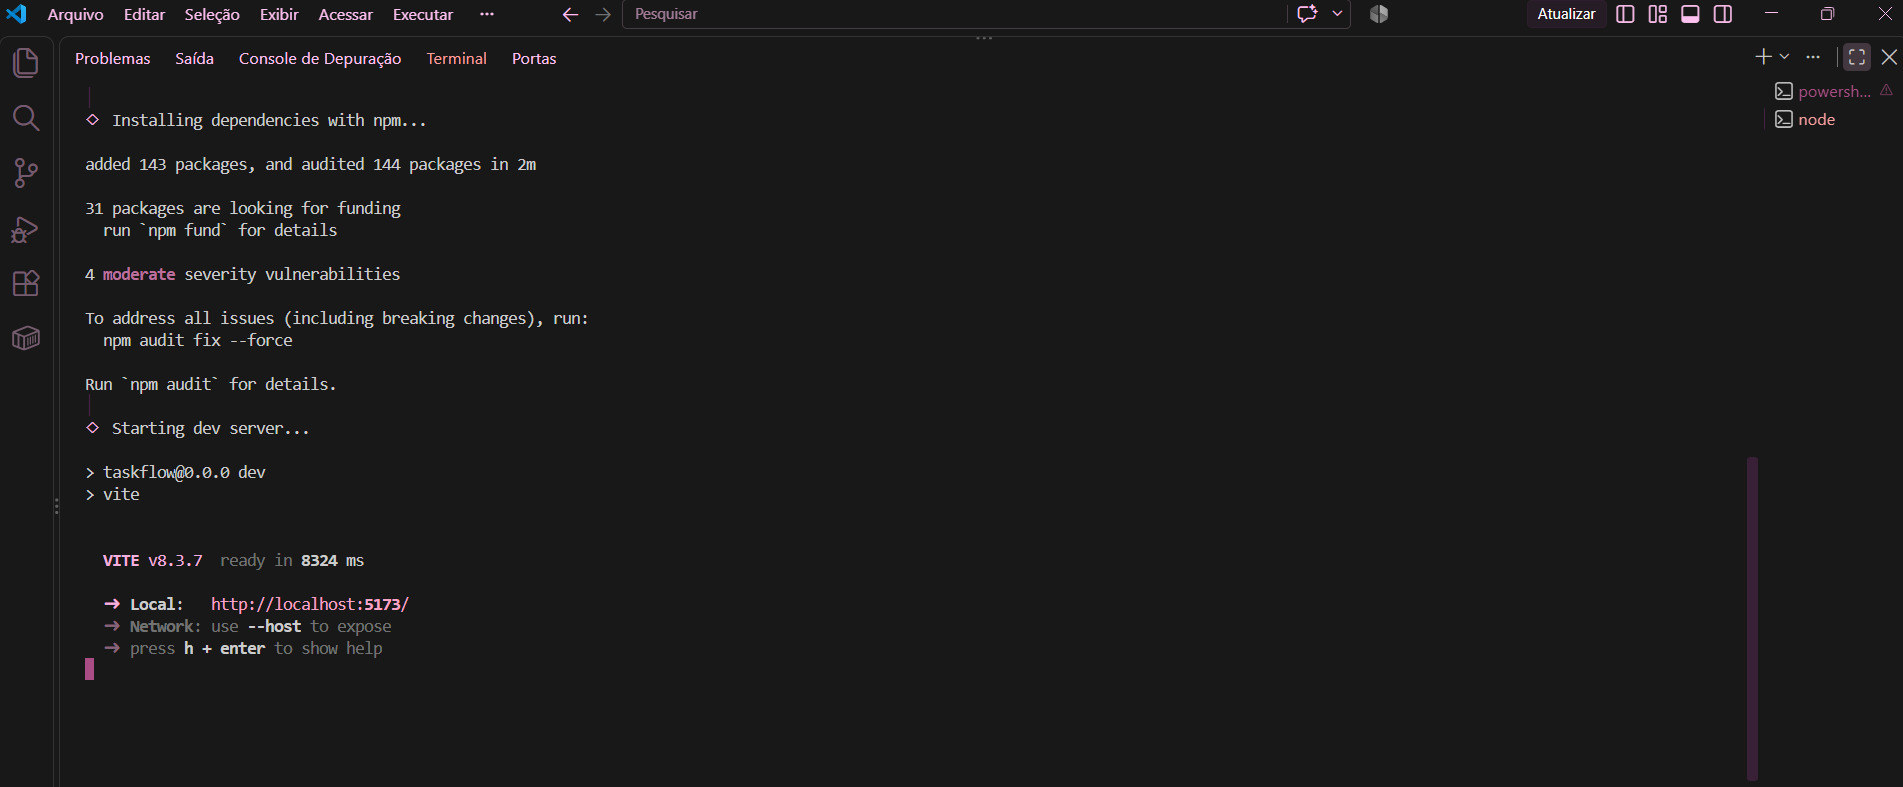 Arquivo Editar Seleção Exibir Acessar Executar ··· Pesquisar Atualizar
Problemas Saída Console de Depuração Terminal Portas
powersh...
node
◇ Installing dependencies with npm...
added 143 packages, and audited 144 packages in 2m
31 packages are looking for funding
run `npm fund` for details
4 moderate severity vulnerabilities
To address all issues (including breaking changes), run:
npm audit fix --force
Run `npm audit` for details.
◇ Starting dev server...
> taskflow@0.0.0 dev
> vite
VITE v8.3.7 ready in 8324 ms
➜ Local: http://localhost:5173/
➜ Network: use --host to expose
➜ press h + enter to show help